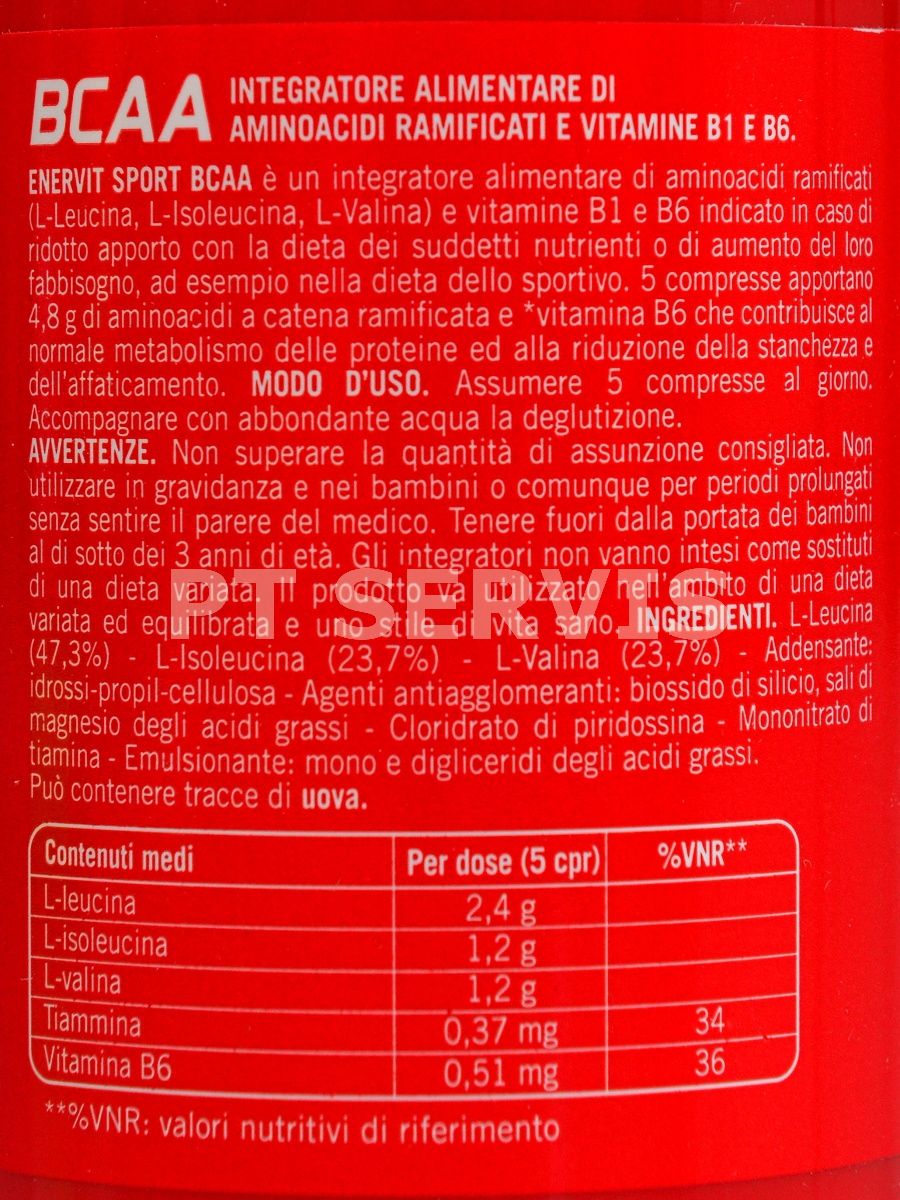 BCAA INTEGRATORE ALIMENTARE DI
AMINOACIDI RAMIFICATI E VITAMINE B1 E B6.
ENERVIT SPORT BCAA è un integratore alimentare di aminoacidi ramificati
(L-Leucina, L-Isoleucina, L-Valina) e vitamine B1 e B6 indicato in caso di
ridotto apporto con la dieta dei suddetti nutrienti o di aumento del loro
fabbisogno, ad esempio nella dieta dello sportivo. 5 compresse apportano
4,8 g di aminoacidi a catena ramificata e *vitamina B6 che contribuisce al
normale metabolismo delle proteine ed alla riduzione della stanchezza e
dell'affaticamento. MODO D'USO. Assumere 5 compresse al giorno.
Accompagnare con abbondante acqua la deglutizione.
AVVERTENZE. Non superare la quantità di assunzione consigliata. Non
utilizzare in gravidanza e nei bambini o comunque per periodi prolungati
senza sentire il parere del medico. Tenere fuori dalla portata dei bambini
al di sotto dei 3 anni di età. Gli integratori non vanno intesi come sostituti
di una dieta variata. Il prodotto va utilizzato nell'ambito di una dieta
PT SERVIS
variata ed equilibrata e uno stile di vita sano. INGREDIENTI. L-Leucina
(47,3%) - L-Isoleucina (23,7%) - L-Valina (23,7%) - Addensante:
idrossi-propil-cellulosa - Agenti antiagglomeranti: biossido di silicio, sali di
magnesio degli acidi grassi - Cloridrato di piridossina - Mononitrato di
tiamina - Emulsionante: mono e digliceridi degli acidi grassi.
Può contenere tracce di uova.
Contenuti medi Per dose (5 cpr) %VNR**
L-leucina 2,4 g
L-isoleucina 1,2 g
L-valina 1,2 g
Tiammina 0,37 mg 34
Vitamina B6 0,51 mg 36
**%VNR: valori nutritivi di riferimento